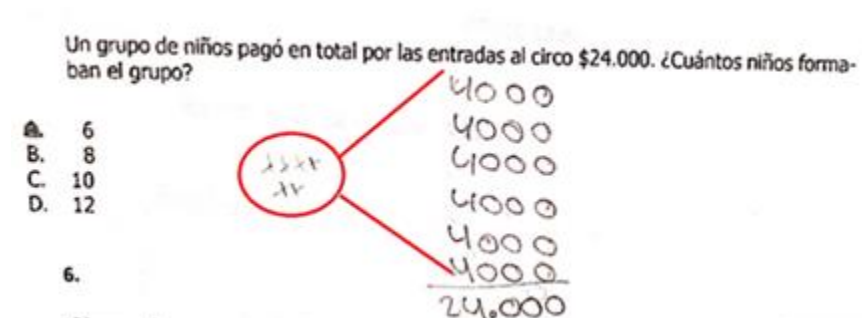 Un grupo de niños pagó en total por las entradas al circo $24.000. ¿Cuántos niños forma-
ban el grupo?
A. 6
B. 8
C. 10
D. 12
4000
4000
4000
4000
4000
4000
24.000
6.